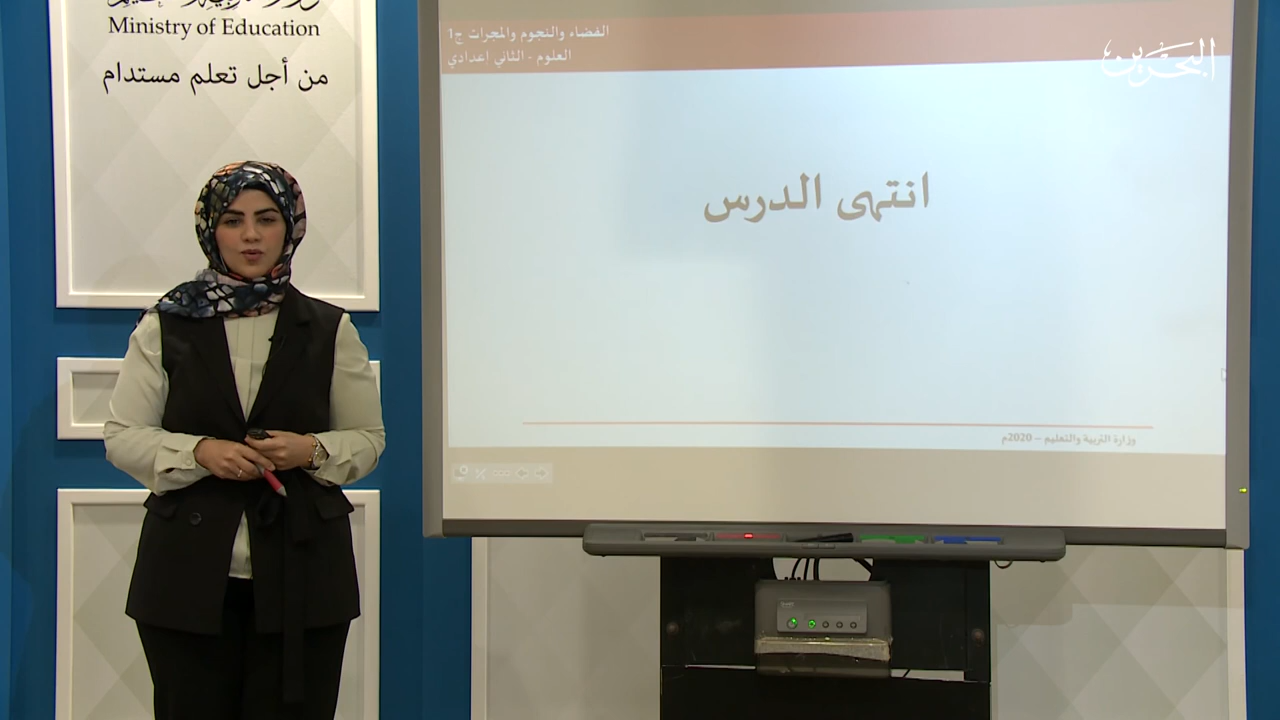 Ministry of Education
من أجل تعلم مستدام
الفضاء والنجوم والمجرات ج1
العلوم - الثاني اعدادي
البحرين
انتهى الدرس
وزارة التربية والتعليم – 2020م